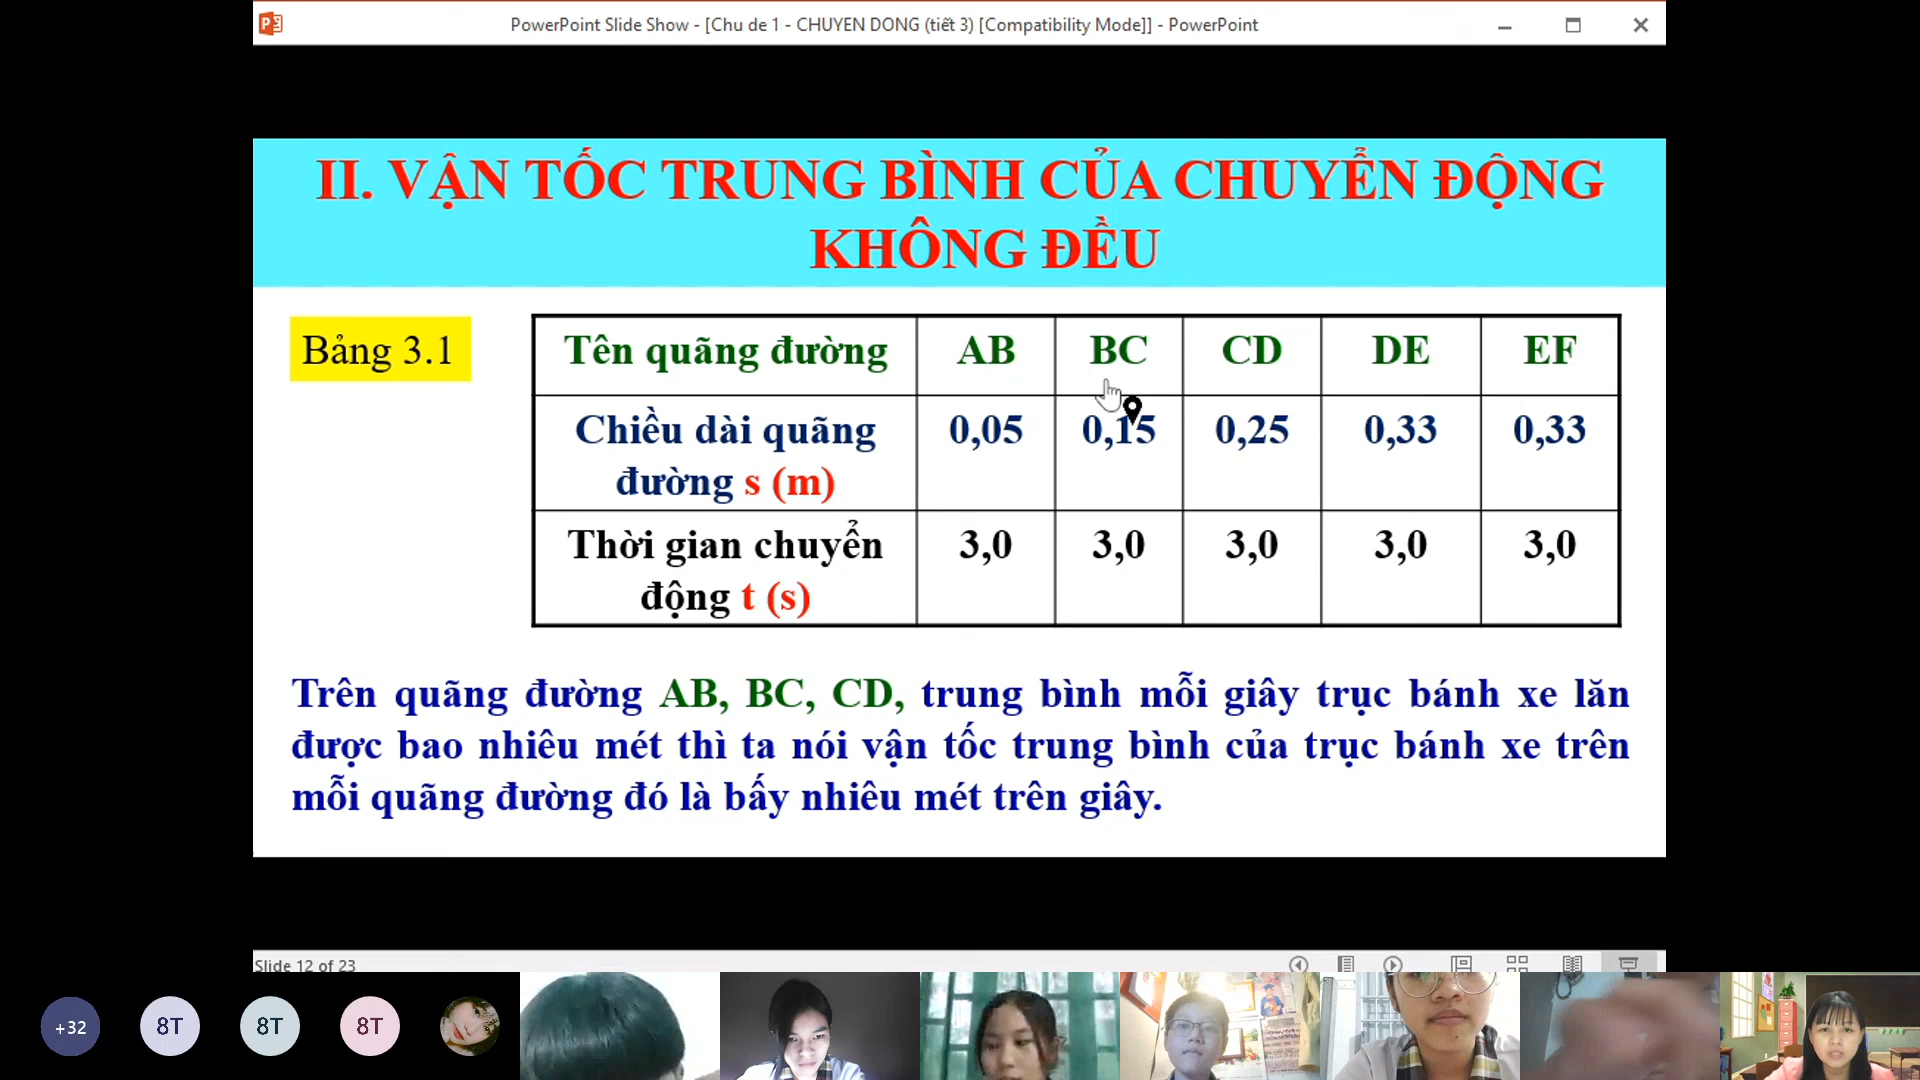 PowerPoint Slide Show - [Chu de 1 - CHUYEN DONG (tiết 3) [Compatibility Mode]] - PowerPoint
II. VẬN TỐC TRUNG BÌNH CỦA CHUYỂN ĐỘNG
KHÔNG ĐỀU
Bảng 3.1
Tên quãng đường AB BC CD DE EF
Chiều dài quãng
đường s (m) 0,05 0,15 0,25 0,33 0,33
Thời gian chuyển
động t (s) 3,0 3,0 3,0 3,0 3,0
Trên quãng đường AB, BC, CD, trung bình mỗi giây trục bánh xe lăn
được bao nhiêu mét thì ta nói vận tốc trung bình của trục bánh xe trên
mỗi quãng đường đó là bấy nhiêu mét trên giây.
Slide 12 of 23
+32 8T 8T 8T